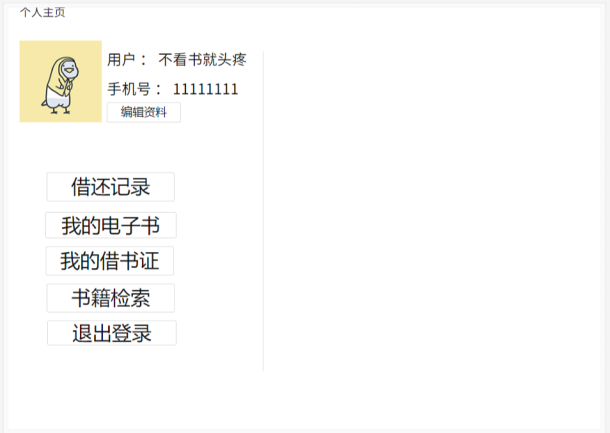 个人主页
用户： 不看书就头疼
手机号： 11111111
编辑资料
借还记录
我的电子书
我的借书证
书籍检索
退出登录